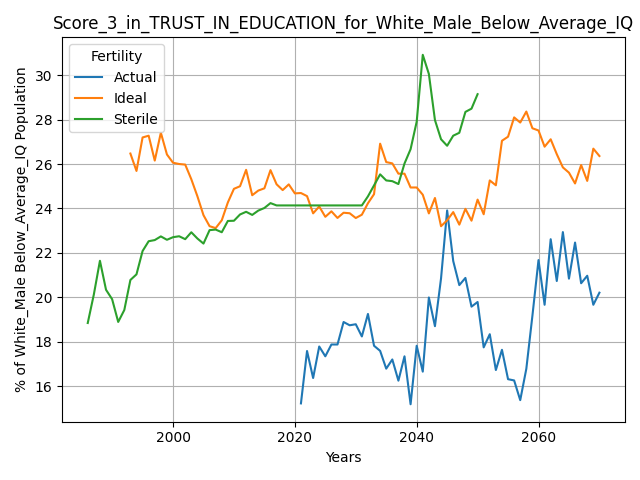 Score_3_in_TRUST_IN_EDUCATION_for_White_Male_Below_Average_IQ
Fertility
Actual
Ideal
Sterile
% of White_Male Below_Average_IQ Population
30
28
26
24
22
20
18
16
2000
2020
2040
2060
Years